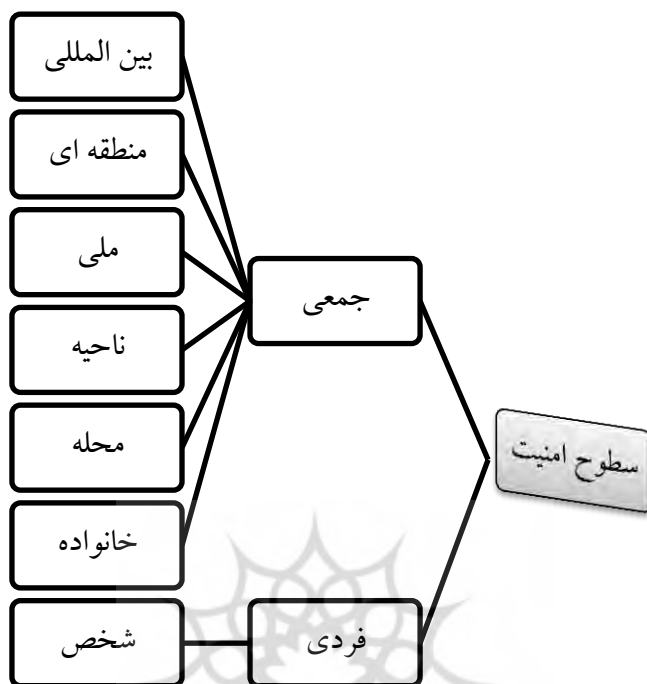 سطوح امنیت
جمعی
بین المللی
منطقه ای
ملی
ناحیه
محله
خانواده
فردی
شخص